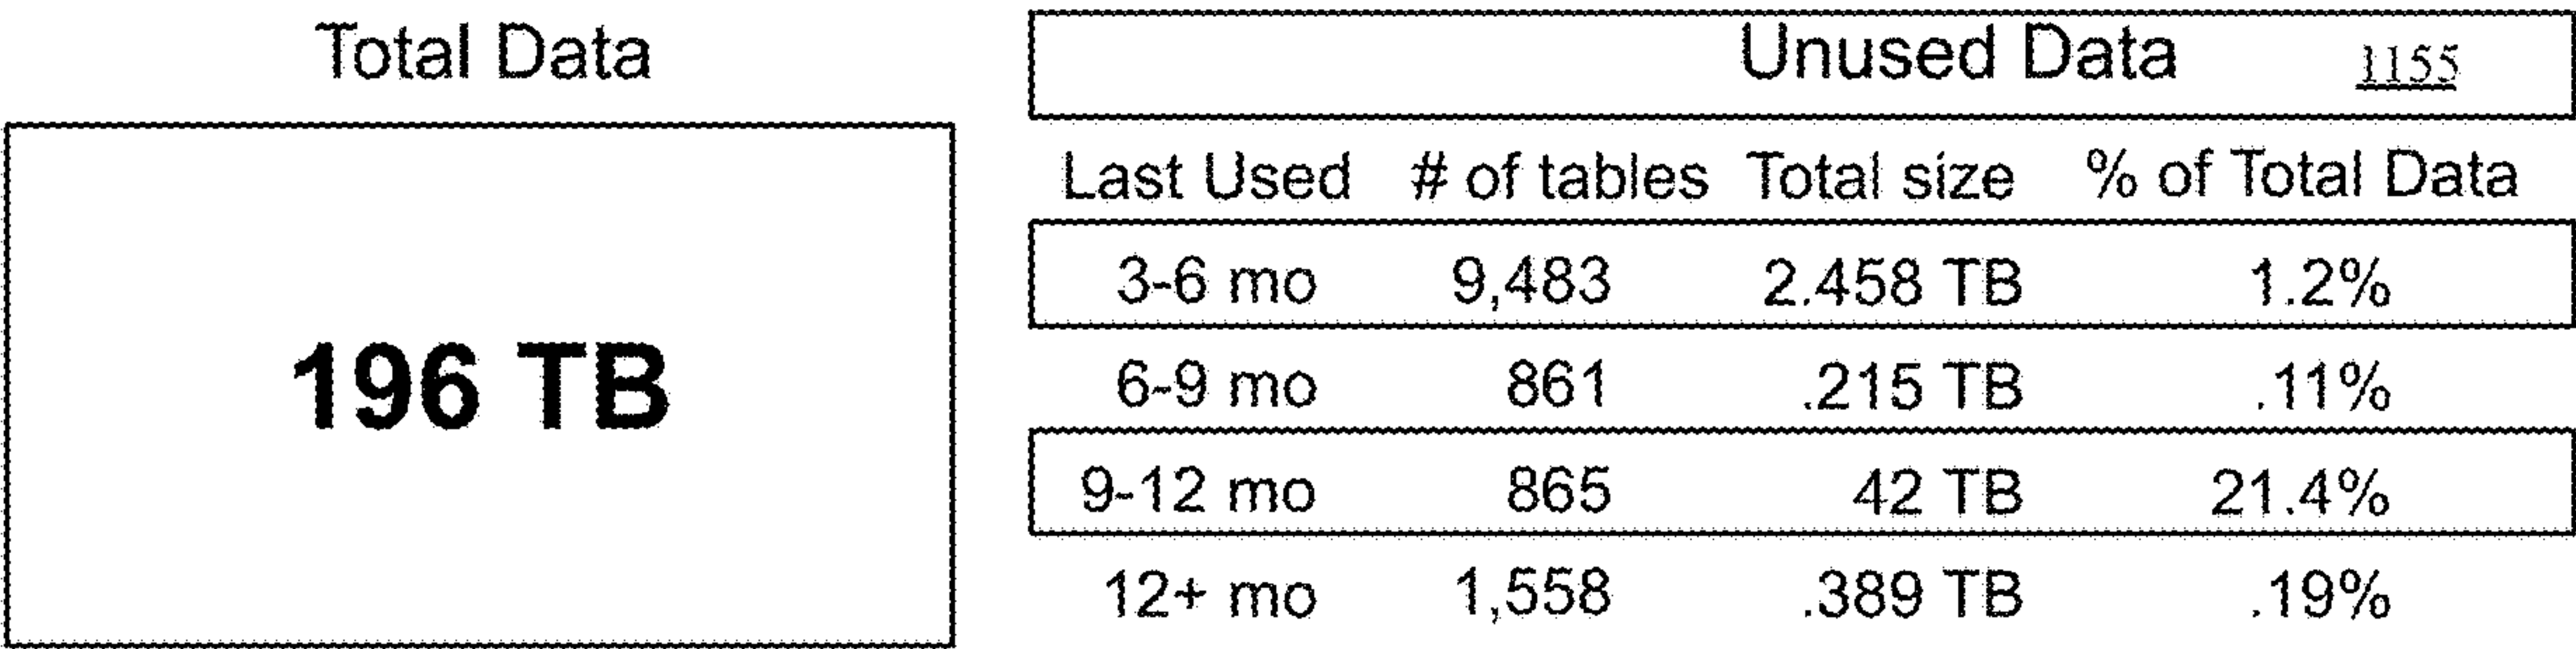 Total Data
196 TB
Unused Data 1155
Last Used # of tables Total size % of Total Data
3-6 mo 9,483 2.458 TB 1.2%
6-9 mo 861 .215 TB .11%
9-12 mo 865 42 TB 21.4%
12+ mo 1,558 .389 TB .19%